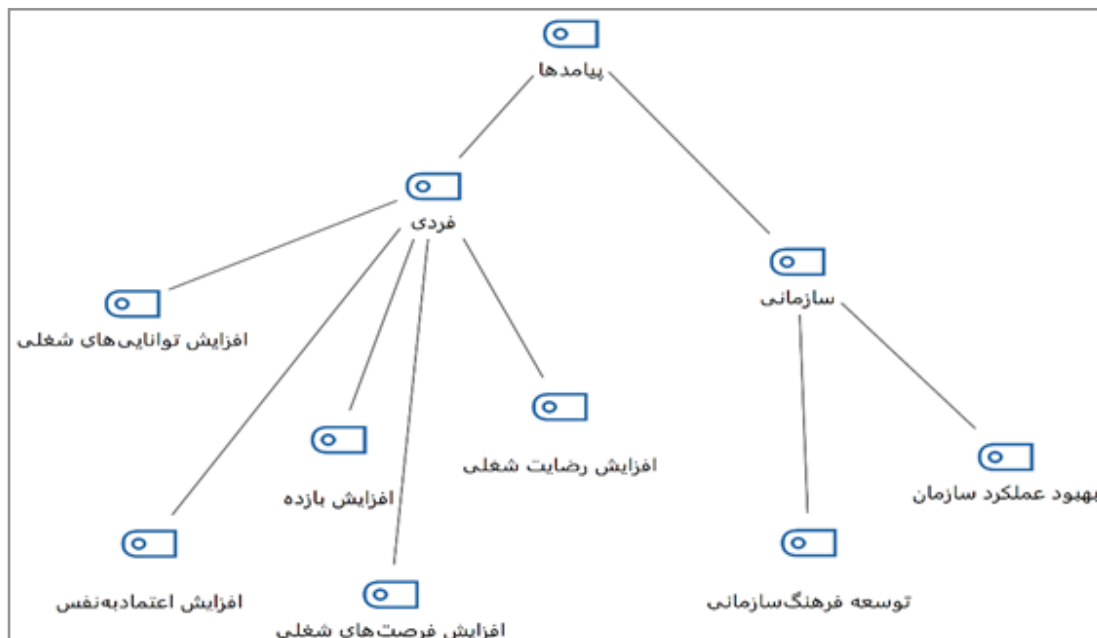 پیامدها
فردی
سازمانی
افزایش توانایی‌های شغلی
افزایش رضایت شغلی
افزایش بازده
بهبود عملکرد سازمان
افزایش اعتمادبه‌نفس
توسعه فرهنگ‌سازمانی
افزایش فرصت‌های شغلی